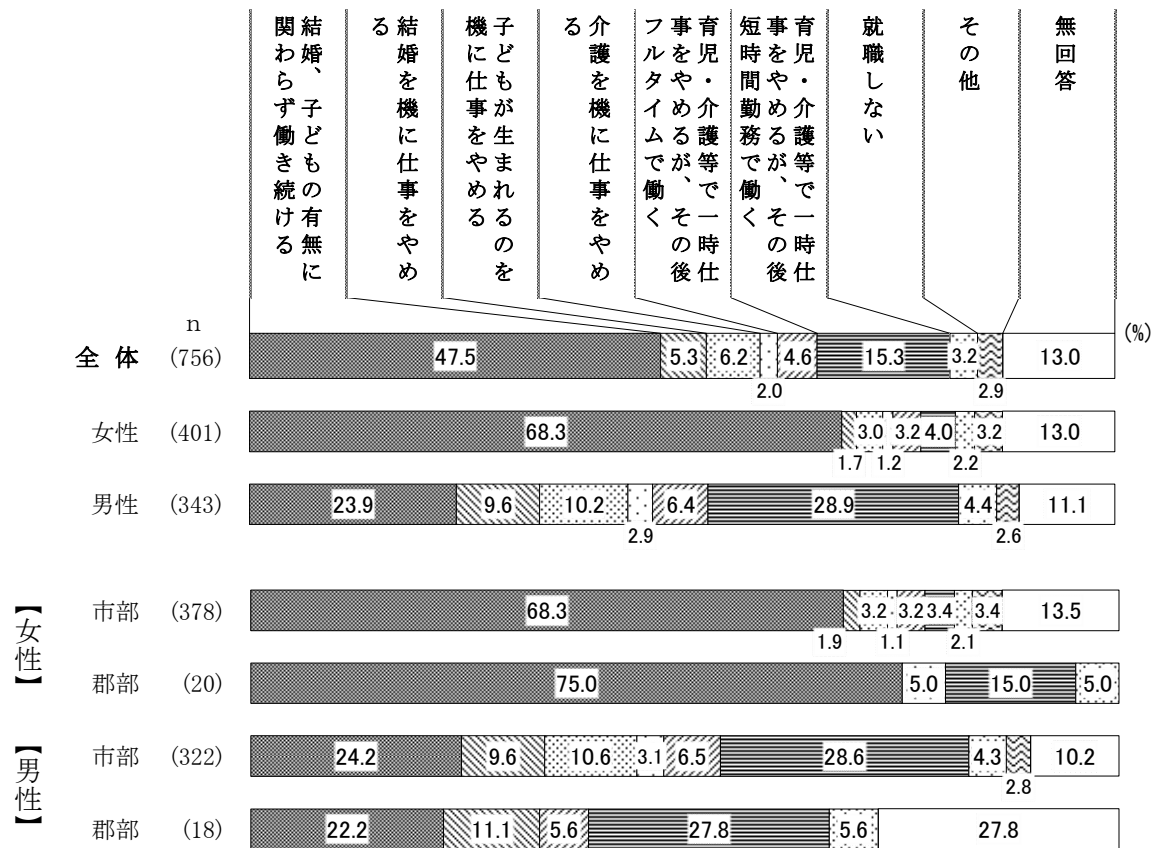 結婚、子どもの有無に
関わらず働き続ける
結婚を機に仕事をやめ
る
子どもが生まれるのを
機に仕事をやめる
介護を機に仕事をやめ
る
育児・介護等で一時仕
事をやめるが、その後
フルタイムで働く
育児・介護等で一時仕
事をやめるが、その後
短時間勤務で働く
就職しない
その他
無回答
n
(%)
全体 (756) 47.5 5.3 6.2 4.6 15.3 3.2 13.0
2.0 2.9
女性 (401) 68.3 3.0 3.2 4.0 3.2 13.0
1.7 1.2 2.2
男性 (343) 23.9 9.6 10.2 6.4 28.9 4.4 11.1
2.9 2.6
【女性】
市部 (378) 68.3 3.2 3.2 3.4 3.4 13.5
1.9 1.1 2.1
郡部 (20) 75.0 5.0 15.0 5.0
【男性】
市部 (322) 24.2 9.6 10.6 3.1 6.5 28.6 4.3 10.2
2.8
郡部 (18) 22.2 11.1 5.6 27.8 5.6 27.8